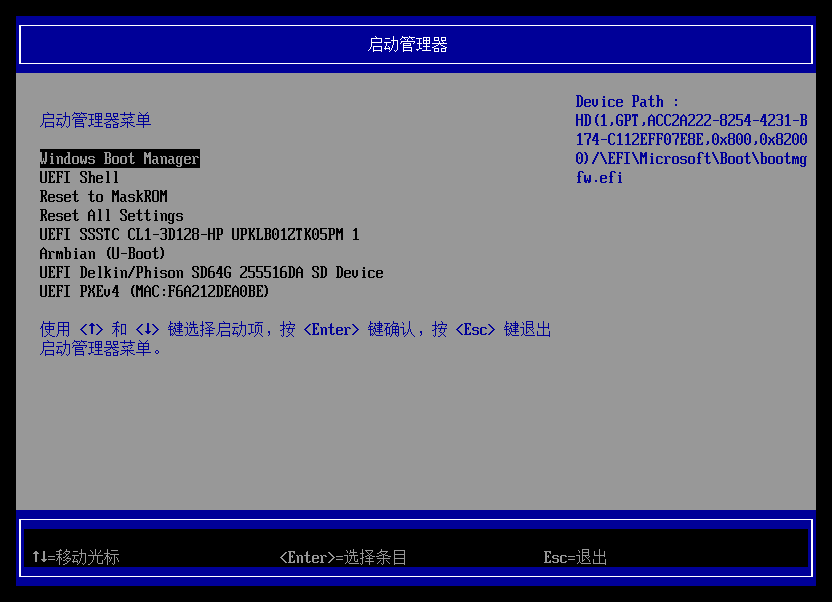 启动管理器
启动管理器菜单
Windows Boot Manager
UEFI Shell
Reset to MaskROM
Reset All Settings
UEFI SSSTC CL1-3D128-HP UPKLB01ZTK05PM 1
Armbian (U-Boot)
UEFI Delkin/Phison SD64G 255516DA SD Device
UEFI PXEv4 (MAC:F6A212DEA0BE)
使用 <↑> 和 <↓> 键选择启动项，按 <Enter> 键确认，按 <Esc> 键退出
启动管理器菜单。
Device Path :
HD(1,GPT,ACC2A222-8254-4231-B
174-C112EFF07E8E,0x800,0x8200
0)/\EFI\Microsoft\Boot\bootmg
fw.efi
↑↓=移动光标
<Enter>=选择条目
Esc=退出